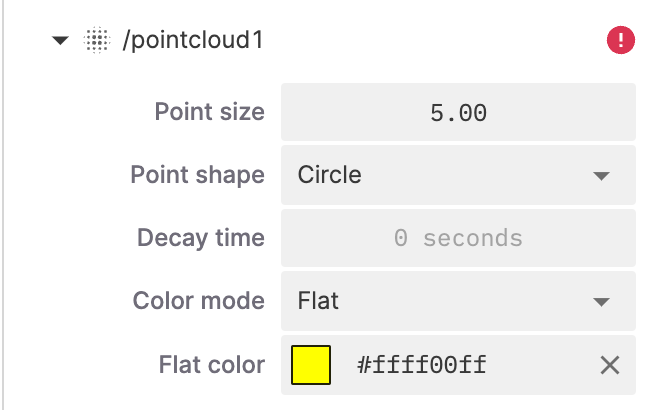 /pointcloud1
Point size 5.00
Point shape Circle
Decay time 0 seconds
Color mode Flat
Flat color #ffff00ff